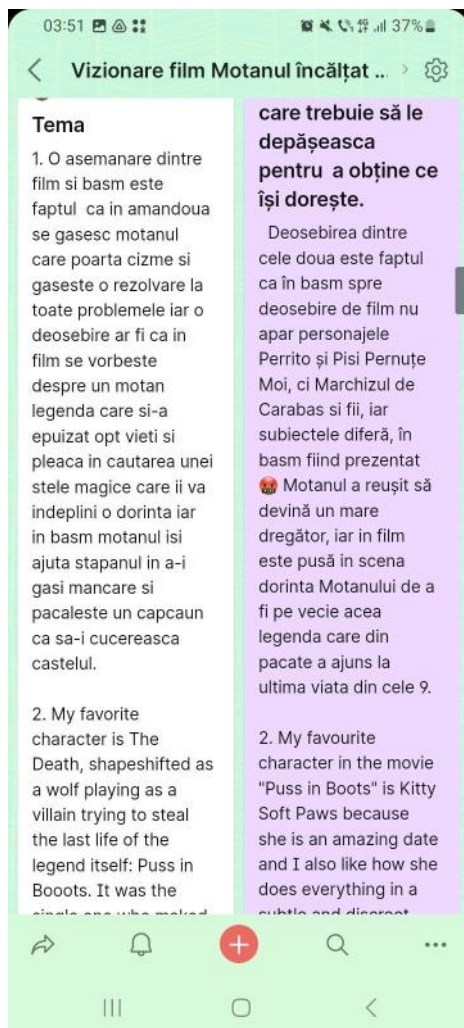 03:51
37%
Vizionare film Motanul încălțat ..
Tema
1. O asemanare dintre
film si basm este
faptul ca in amandoua
se gasesc motanul
care poarta cizme si
gaseste o rezolvare la
toate problemele iar o
deosebire ar fi ca in
film se vorbeste
despre un motan
legenda care si-a
epuizat opt vieti si
pleaca in cautarea unei
stele magice care ii va
indeplini o dorinta iar
in basm motanul isi
ajuta stapanul in a-i
gasi mancare si
pacaleste un capcaun
ca sa-i cucereasca
castelul.
2. My favorite
character is The
Death, shapeshifted as
a wolf playing as a
villain trying to steal
the last life of the
legend itself: Puss in
Booots. It was the
single one who maked
care trebuie să le
depășeasca
pentru a obține ce
își dorește.
Deosebirea dintre
cele doua este faptul
ca în basm spre
deosebire de film nu
apar personajele
Perrito și Pisi Pernuțe
Moi, ci Marchizul de
Carabas si fii, iar
subiectele diferă, în
basm fiind prezentat
Motanul a reușit să
devină un mare
dregător, iar in film
este pusă in scena
dorinta Motanului de a
fi pe vecie acea
legenda care din
pacate a ajuns la
ultima viata din cele 9.
2. My favourite
character in the movie
"Puss in Boots" is Kitty
Soft Paws because
she is an amazing date
and I also like how she
does everything in a
subtle and discreet